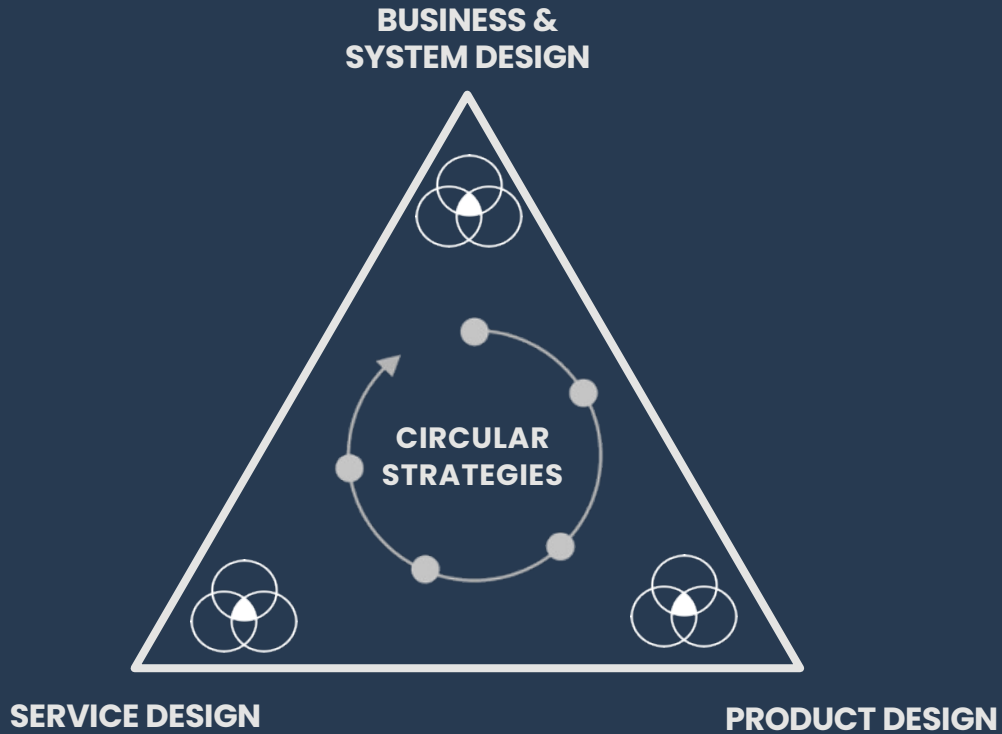 BUSINESS &
SYSTEM DESIGN
CIRCULAR
STRATEGIES
SERVICE DESIGN
PRODUCT DESIGN